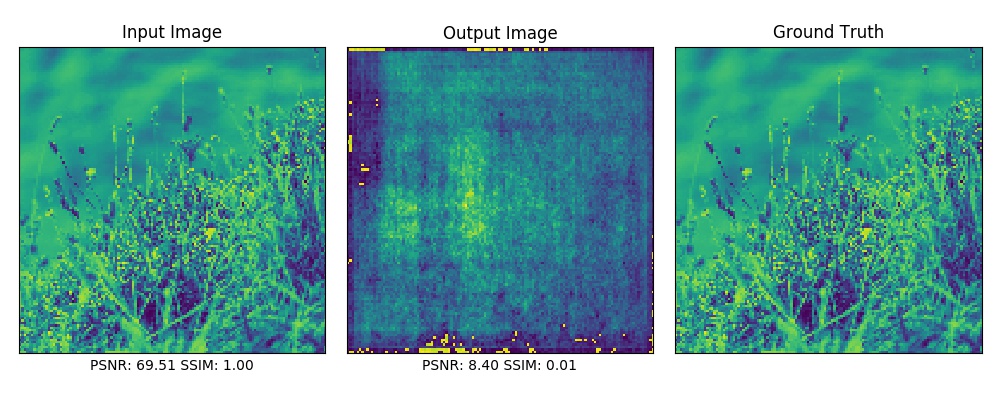 Input Image
Output Image
Ground Truth
PSNR: 69.51 SSIM: 1.00
PSNR: 8.40 SSIM: 0.01